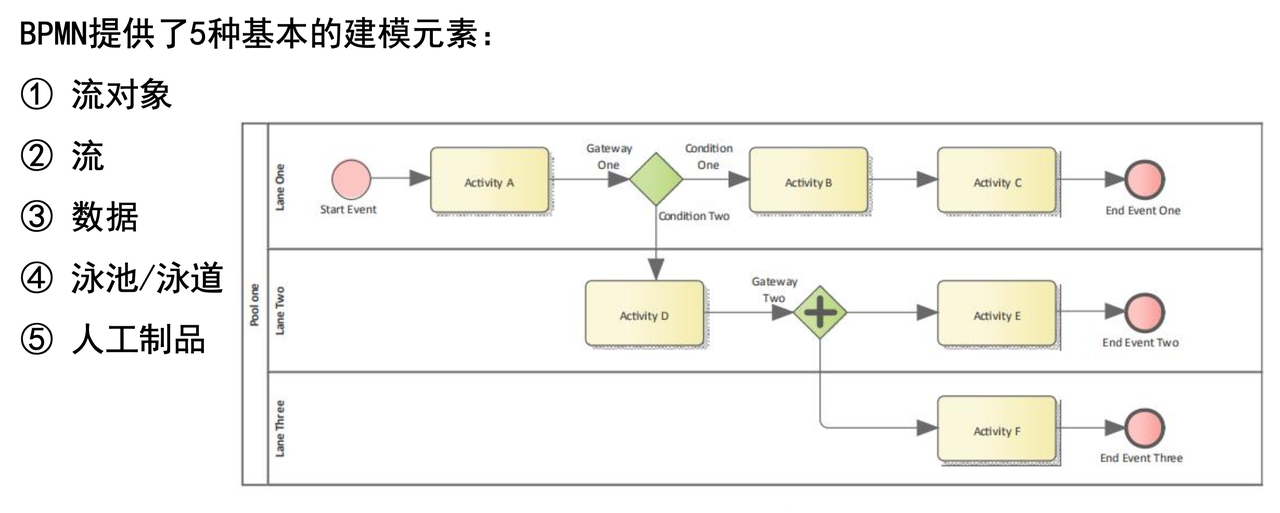 BPMN提供了5种基本的建模元素：
① 流对象
② 流
③ 数据
④ 泳池/泳道
⑤ 人工制品
Pool one
Lane One
Start Event
Activity A
Gateway
One
Condition
One
Condition Two
Activity B
Activity C
End Event One
Lane Two
Activity D
Gateway
Two
Activity E
End Event Two
Lane Three
Activity F
End Event Three